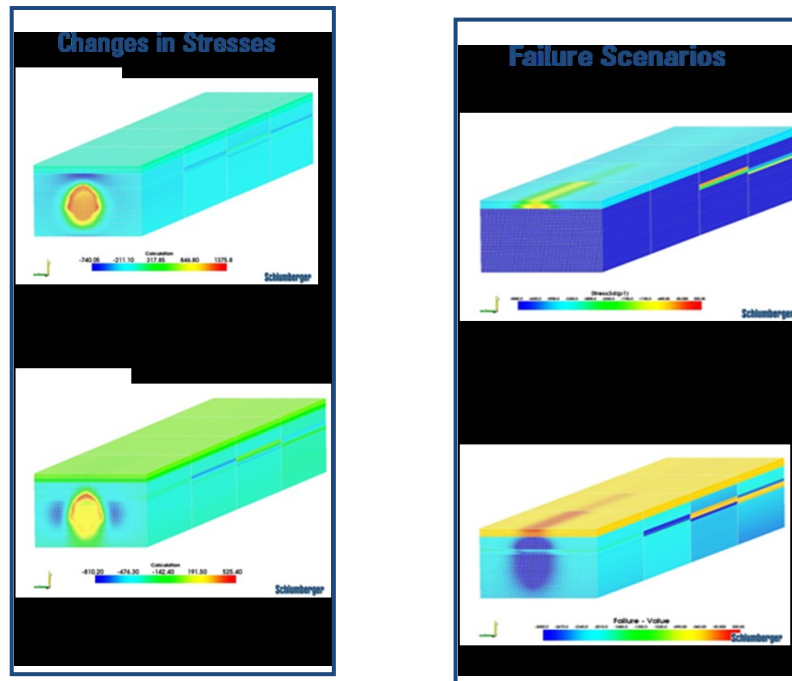 Changes in Stresses
Calculation
-740.05 -211.10 317.85 846.80 1375.8
Schlumberger
Calculation
-810.20 -476.30 -142.40 191.50 525.40
Schlumberger
Failure Scenarios
Schlumberger
Failure - Value
Schlumberger